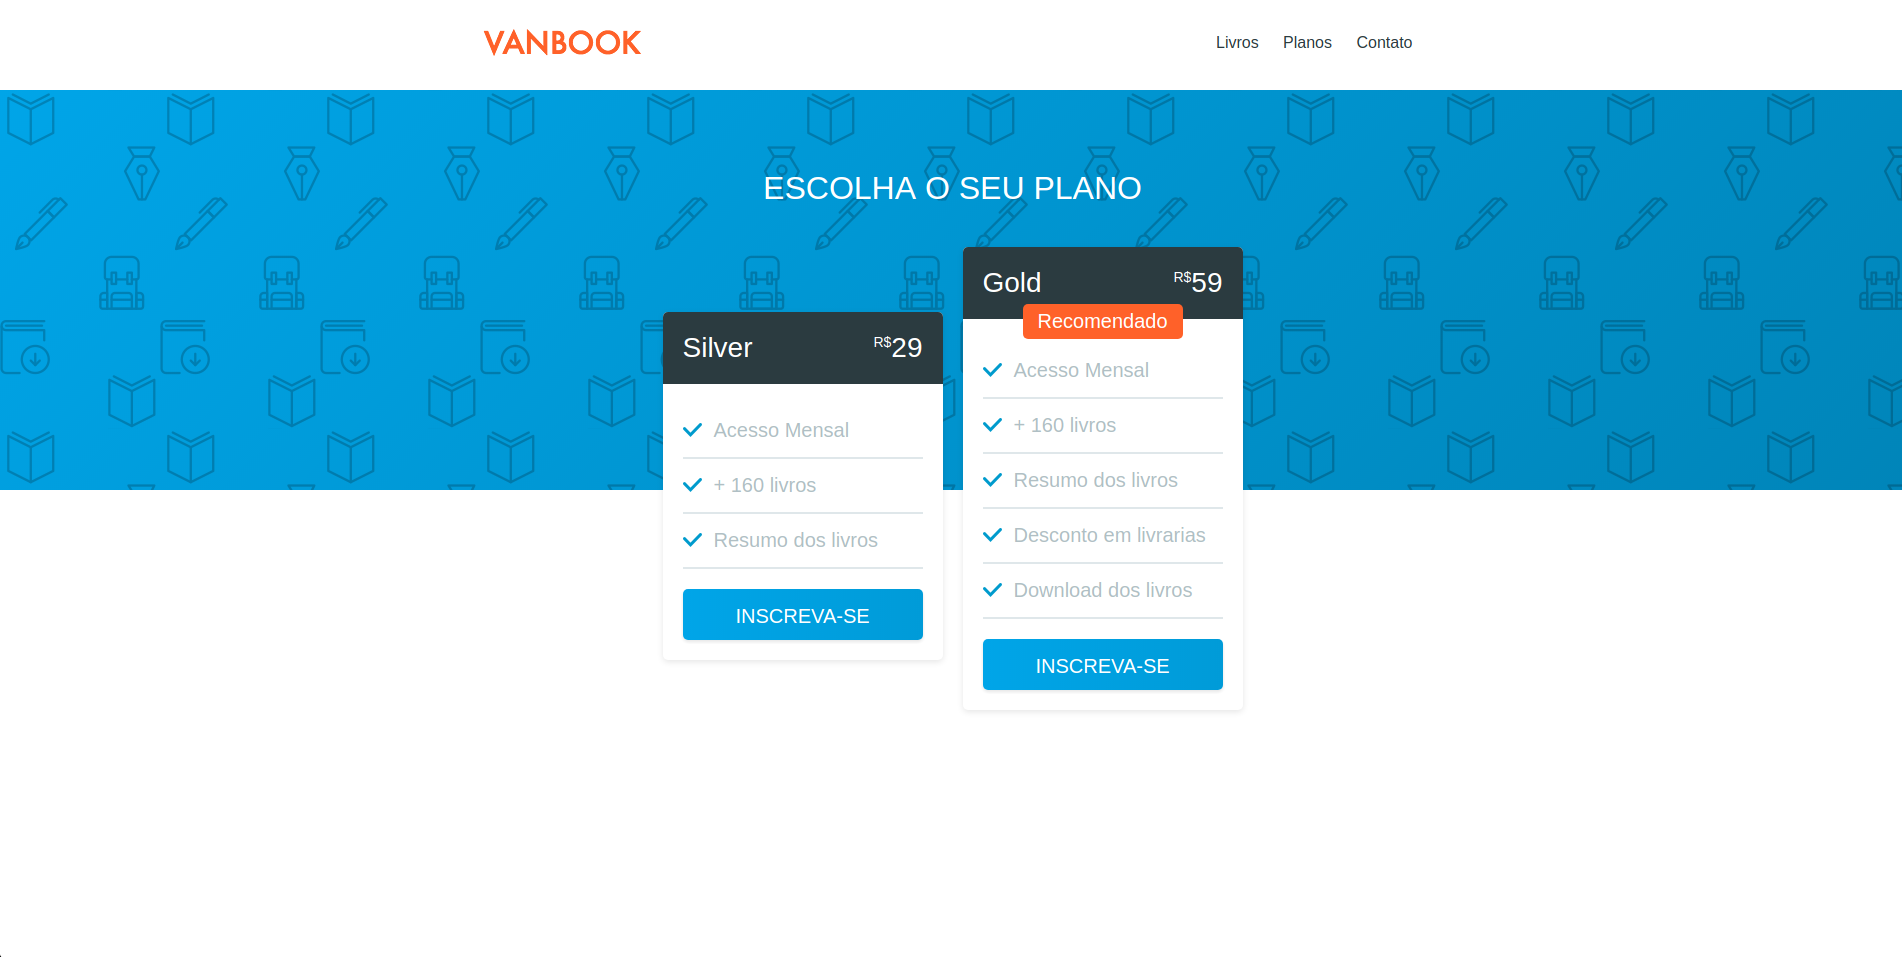 VANBOOK
Livros Planos Contato
ESCOLHA O SEU PLANO
Silver R$29
Acesso Mensal
+ 160 livros
Resumo dos livros
INSCREVA-SE
Gold R$59
Recomendado
Acesso Mensal
+ 160 livros
Resumo dos livros
Desconto em livrarias
Download dos livros
INSCREVA-SE